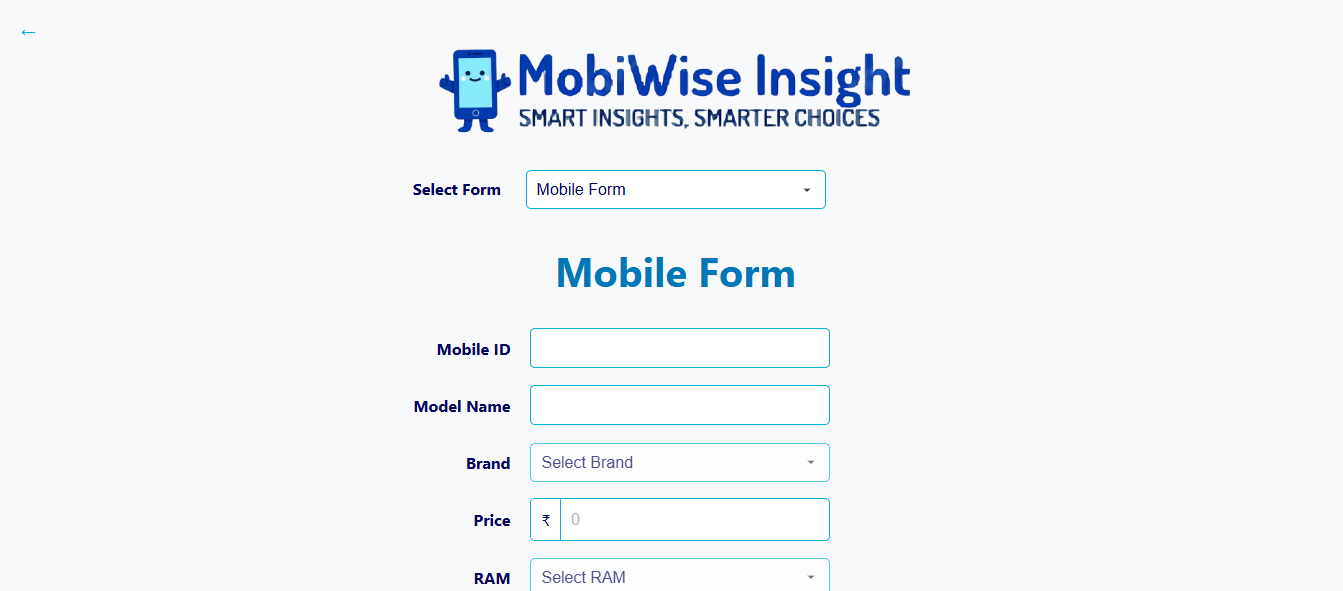 ←
MobiWise Insight
SMART INSIGHTS, SMARTER CHOICES
Select Form Mobile Form
Mobile Form
Mobile ID
Model Name
Brand Select Brand
Price ₹ 0
RAM Select RAM